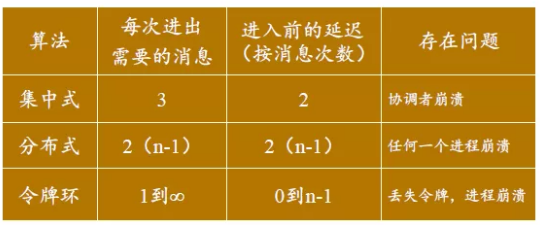 算法
每次进出
需要的消息
进入前的延迟
（按消息次数）
存在问题
集中式
3
2
协调者崩溃
分布式
2（n-1）
2（n-1）
任何一个进程崩溃
令牌环
1到∞
0到n-1
丢失令牌，进程崩溃